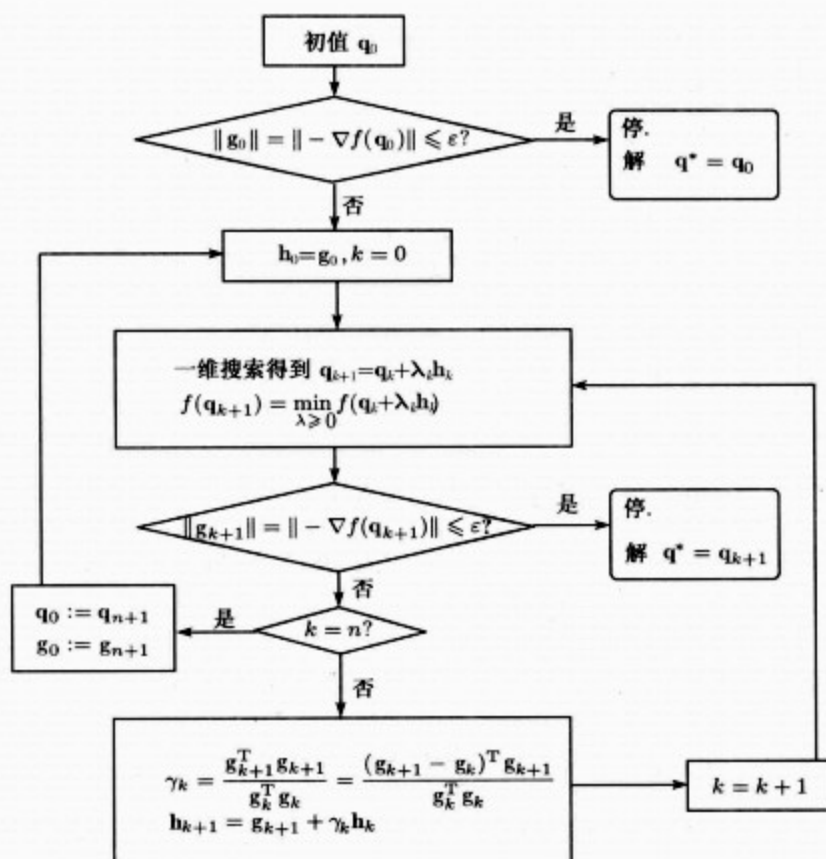 初值 q₀
‖g₀‖ = ‖− ∇f(q₀)‖ ⩽ ε?
是
停.
解 q* = q₀
否
h₀=g₀, k = 0
一维搜索得到 qₖ₊₁=qₖ+λₖhₖ
f(qₖ₊₁) = min f(qₖ+λₖhₖ)
λ⩾0
‖gₖ₊₁‖ = ‖− ∇f(qₖ₊₁)‖ ⩽ ε?
是
停.
解 q* = qₖ₊₁
否
k = n?
是
q₀ := qₙ₊₁
g₀ := gₙ₊₁
否
γₖ = gₖ₊₁ᵀgₖ₊₁ / gₖᵀgₖ = (gₖ₊₁ − gₖ)ᵀgₖ₊₁ / gₖᵀgₖ
hₖ₊₁ = gₖ₊₁ + γₖhₖ
k = k + 1